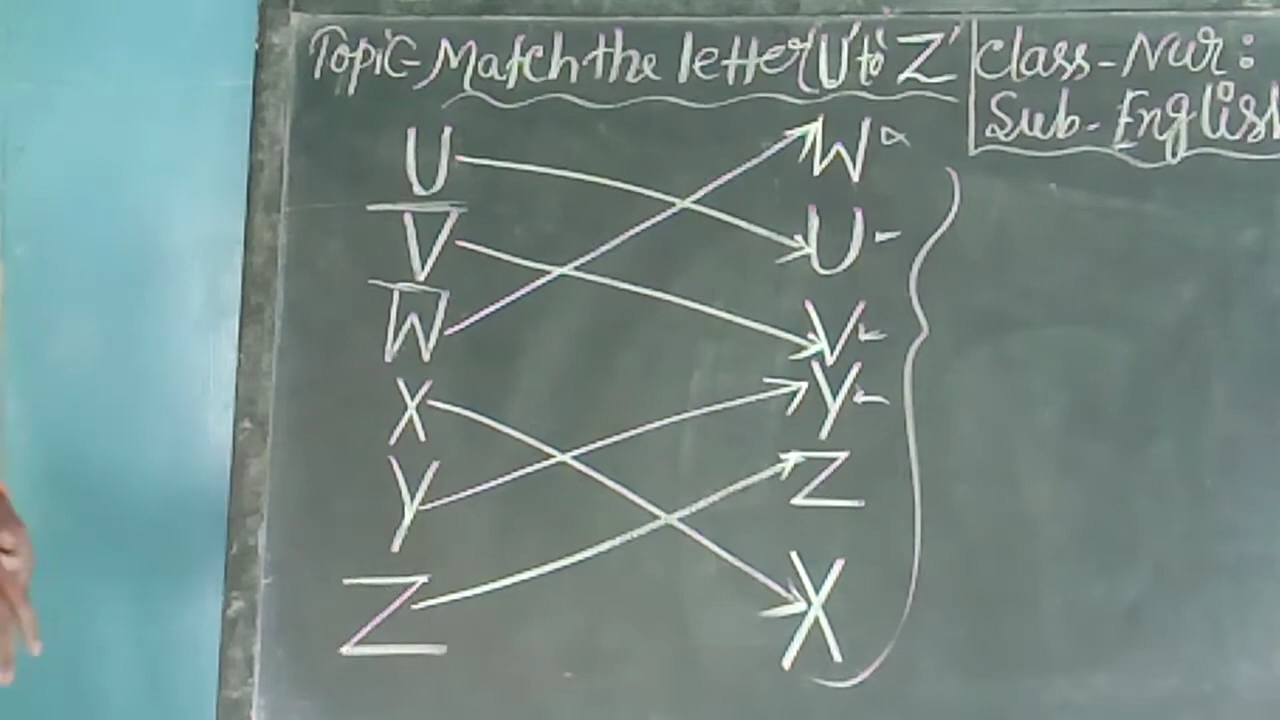 Topic-Match the letter 'U' to 'Z'
Class-Nur:
Sub-English
U W
V U
W V
X Y
Y Z
Z X